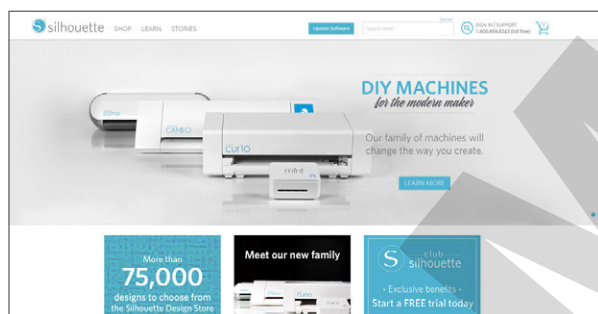 silhouette SHOP LEARN STORIES
Update Software
SIGN IN | SUPPORT
DIY MACHINES
for the modern maker
Our family of machines will
change the way you create.
LEARN MORE
CAMEO
curio
mint
More than
75,000
designs to choose from
the Silhouette Design Store
Meet our new family
S club
silhouette
- Exclusive benefits -
Start a FREE trial today